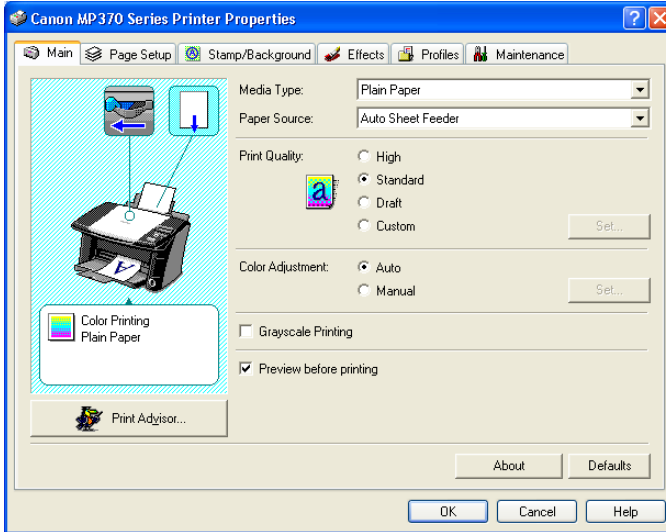 Canon MP370 Series Printer Properties
Main Page Setup Stamp/Background Effects Profiles Maintenance
Media Type: Plain Paper
Paper Source: Auto Sheet Feeder
Print Quality: High
a Standard
Draft
Custom Set...
Color Adjustment: Auto
Manual Set...
A
Color Printing
Plain Paper
Grayscale Printing
Preview before printing
Print Advisor...
About Defaults
OK Cancel Help